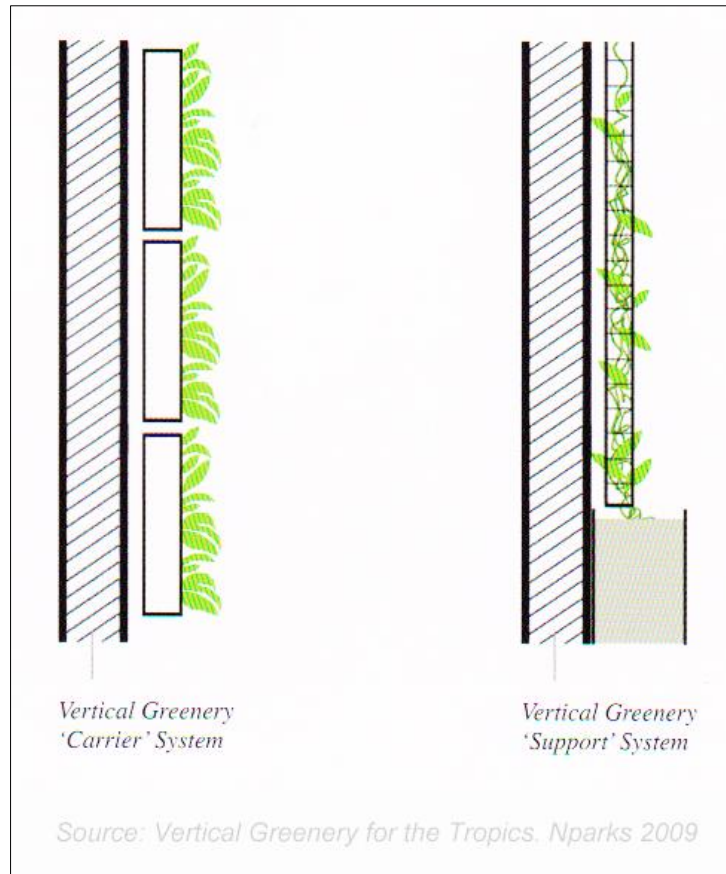 Vertical Greenery
'Carrier' System
Vertical Greenery
'Support' System
Source: Vertical Greenery for the Tropics. Nparks 2009